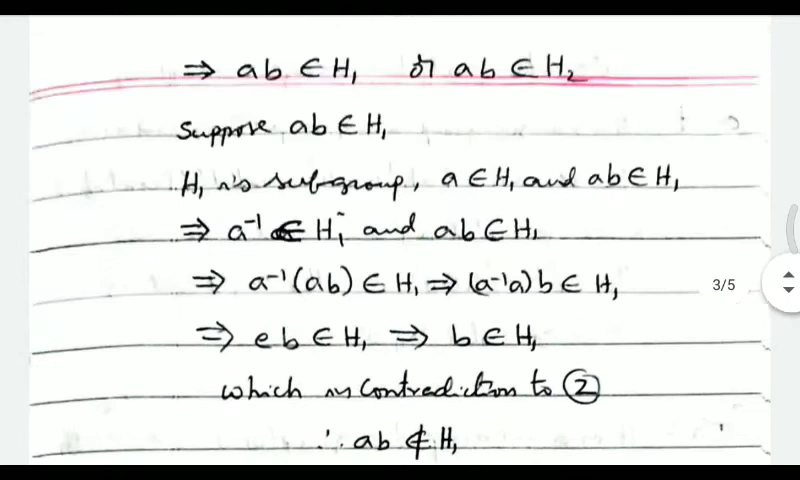 ⇒ ab ∈ H₁ or ab ∈ H₂
Suppose ab ∈ H₁
H₁ is subgroup, a ∈ H₁ and ab ∈ H₁
⇒ a⁻¹ ∈ H₁ and ab ∈ H₁
⇒ a⁻¹(ab) ∈ H₁ ⇒ (a⁻¹a)b ∈ H₁
3/5
⇒ eb ∈ H₁ ⇒ b ∈ H₁
which is contradiction to ②
∴ ab ∉ H₁